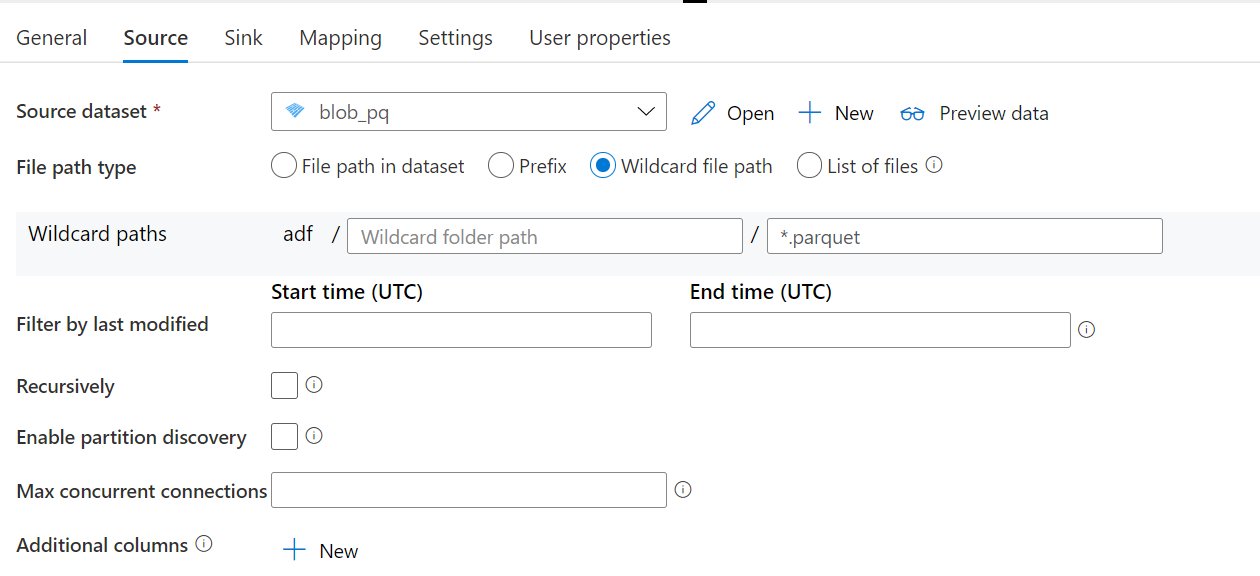 General Source Sink Mapping Settings User properties
Source dataset * blob_pq Open New Preview data
File path type File path in dataset Prefix Wildcard file path List of files
Wildcard paths adf / Wildcard folder path / *.parquet
Start time (UTC) End time (UTC)
Filter by last modified
Recursively
Enable partition discovery
Max concurrent connections
Additional columns New